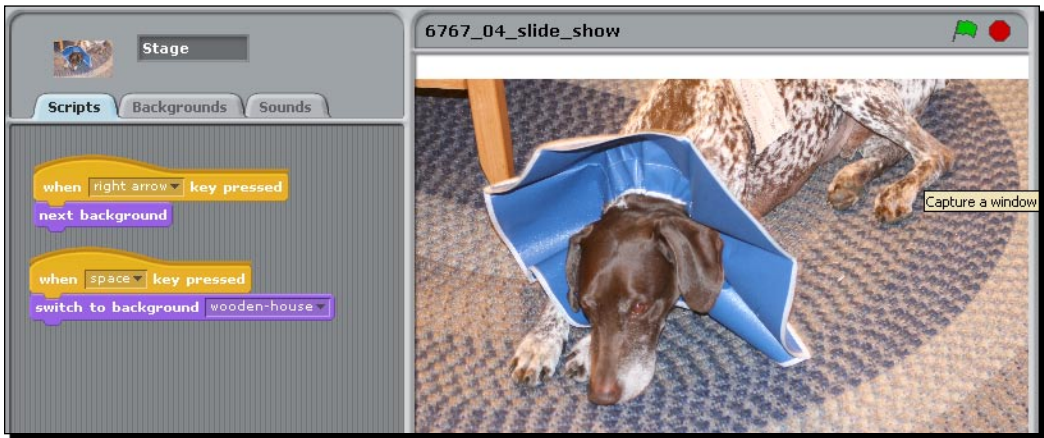 Stage
Scripts Backgrounds Sounds
when right arrow key pressed
next background
when space key pressed
switch to background wooden-house
6767_04_slide_show
Capture a window